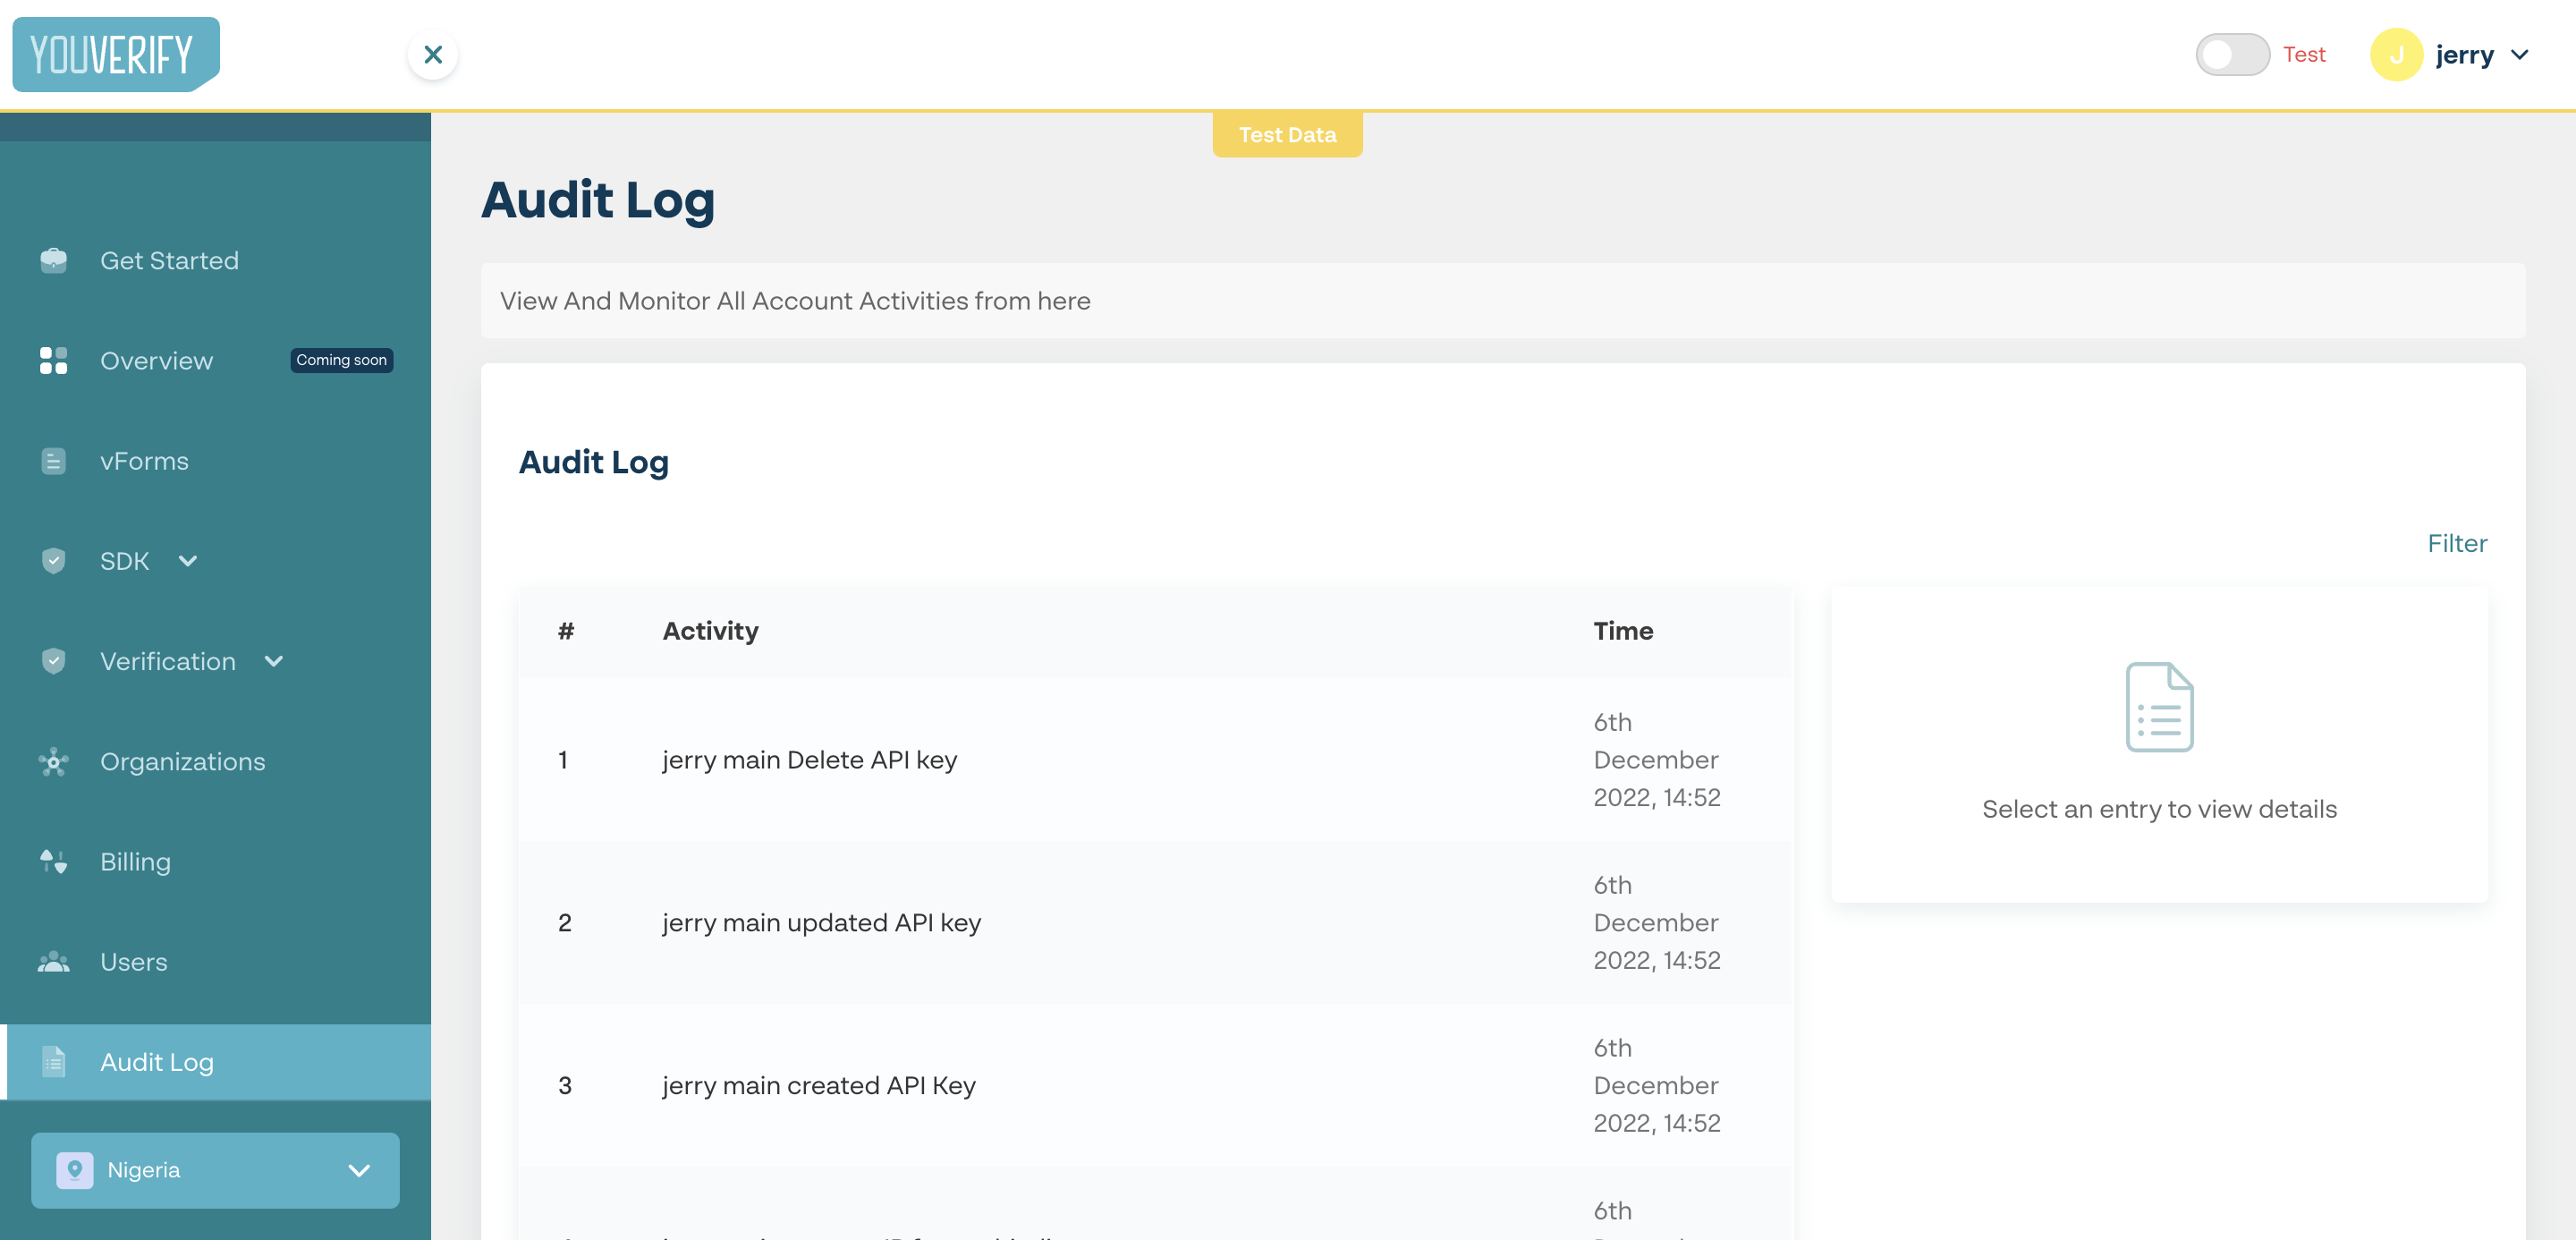 YOUVERIFY
Test
J
jerry
Test Data
Audit Log
Get Started
View And Monitor All Account Activities from here
Overview
Coming soon
vForms
Audit Log
SDK
Filter
# Activity Time
Verification
6th
December
2022, 14:52
1 jerry main Delete API key
Select an entry to view details
Organizations
Billing
6th
December
2022, 14:52
2 jerry main updated API key
Users
6th
December
2022, 14:52
3 jerry main created API Key
Audit Log
Nigeria
6th